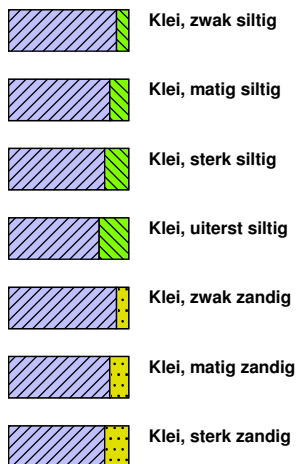 Klei, zwak siltig
Klei, matig siltig
Klei, sterk siltig
Klei, uiterst siltig
Klei, zwak zandig
Klei, matig zandig
Klei, sterk zandig